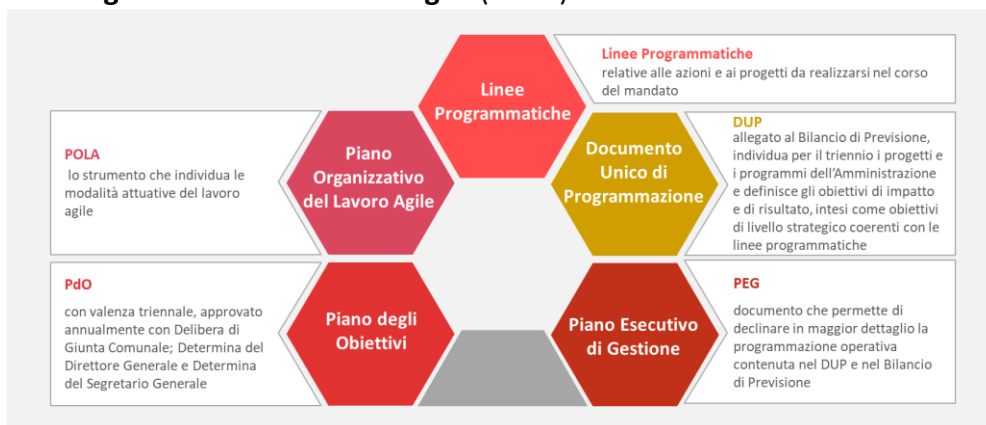 Linee
Programmatiche
Linee Programmatiche
relative alle azioni e ai progetti da realizzarsi nel corso
del mandato
POLA
lo strumento che individua le
modalità attuative del lavoro
agile
Piano
Organizzativo
del Lavoro Agile
Documento
Unico di
Programmazione
DUP
allegato al Bilancio di Previsione,
individua per il triennio i progetti e
i programmi dell'Amministrazione
e definisce gli obiettivi di impatto
e di risultato, intesi come obiettivi
di livello strategico coerenti con le
linee programmatiche
PdO
con valenza triennale, approvato
annualmente con Delibera di
Giunta Comunale; Determina del
Direttore Generale e Determina
del Segretario Generale
Piano degli
Obiettivi
Piano Esecutivo
di Gestione
PEG
documento che permette di
declinare in maggior dettaglio la
programmazione operativa
contenuta nel DUP e nel Bilancio
di Previsione